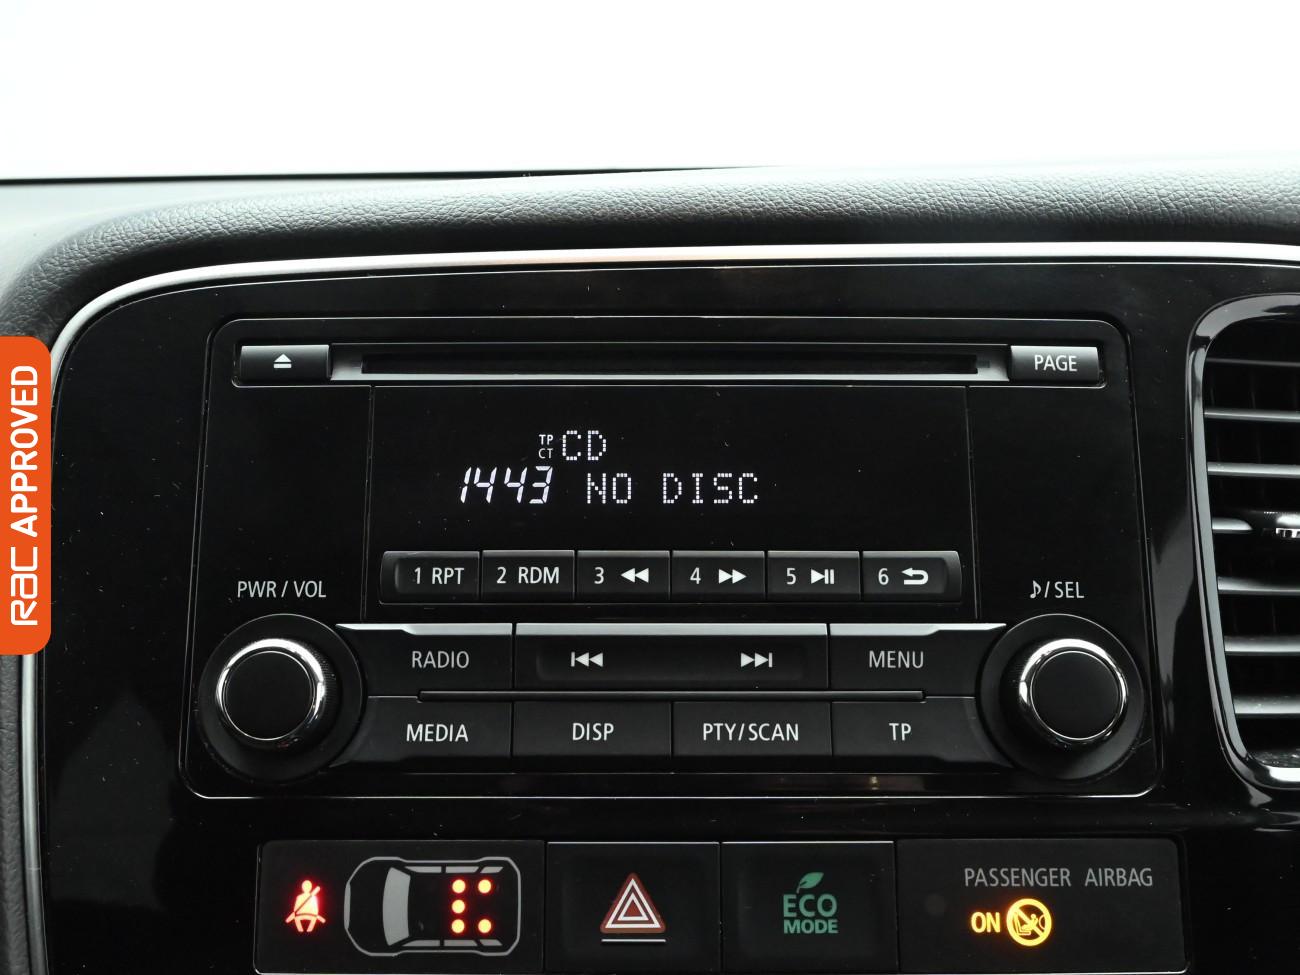 RAC APPROVED
PAGE
TP CD
CT
1443 NO DISC
1 RPT 2 RDM 3 4 5 6
PWR / VOL
♪/ SEL
RADIO MENU
MEDIA DISP PTY/SCAN TP
PASSENGER AIRBAG
ECO
MODE
ON